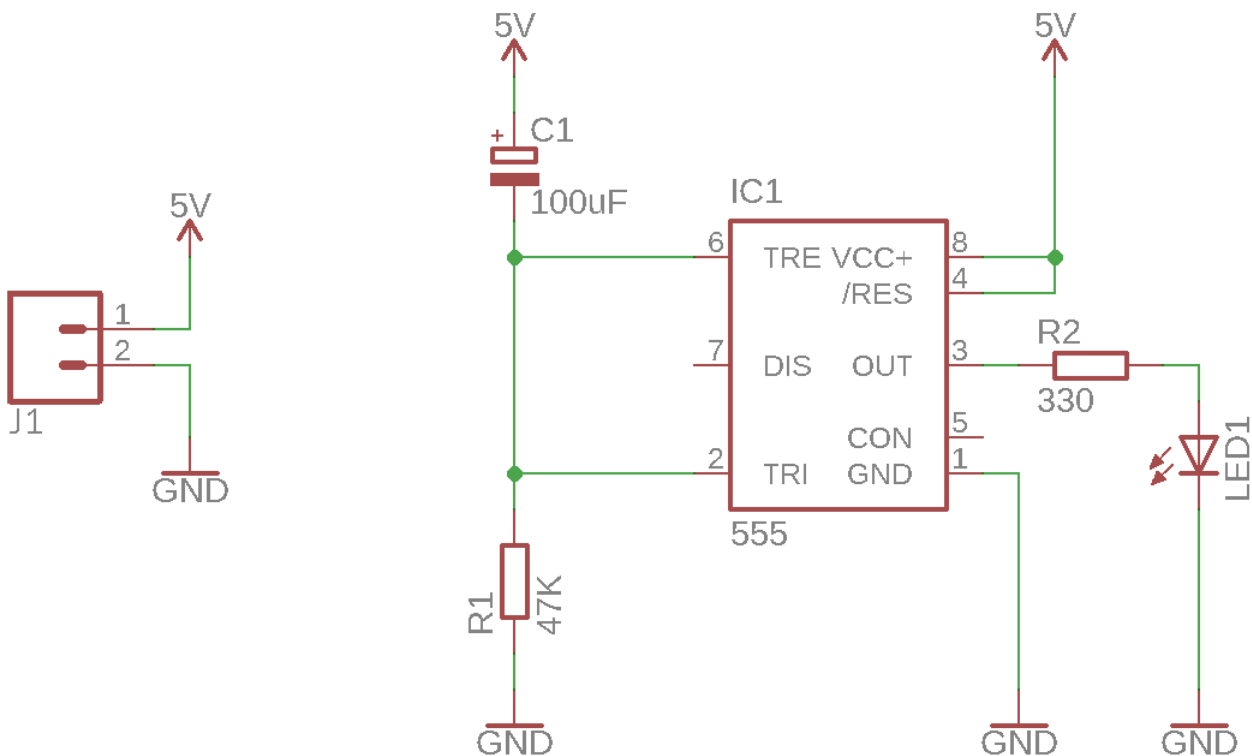 5V
1
2
J1
GND
5V
+
C1
100uF
R1
47K
GND
IC1
6
TRE
7
DIS
2
TRI
VCC+
8
/RES
4
OUT
3
CON
5
GND
1
555
5V
R2
330
LED1
GND
GND